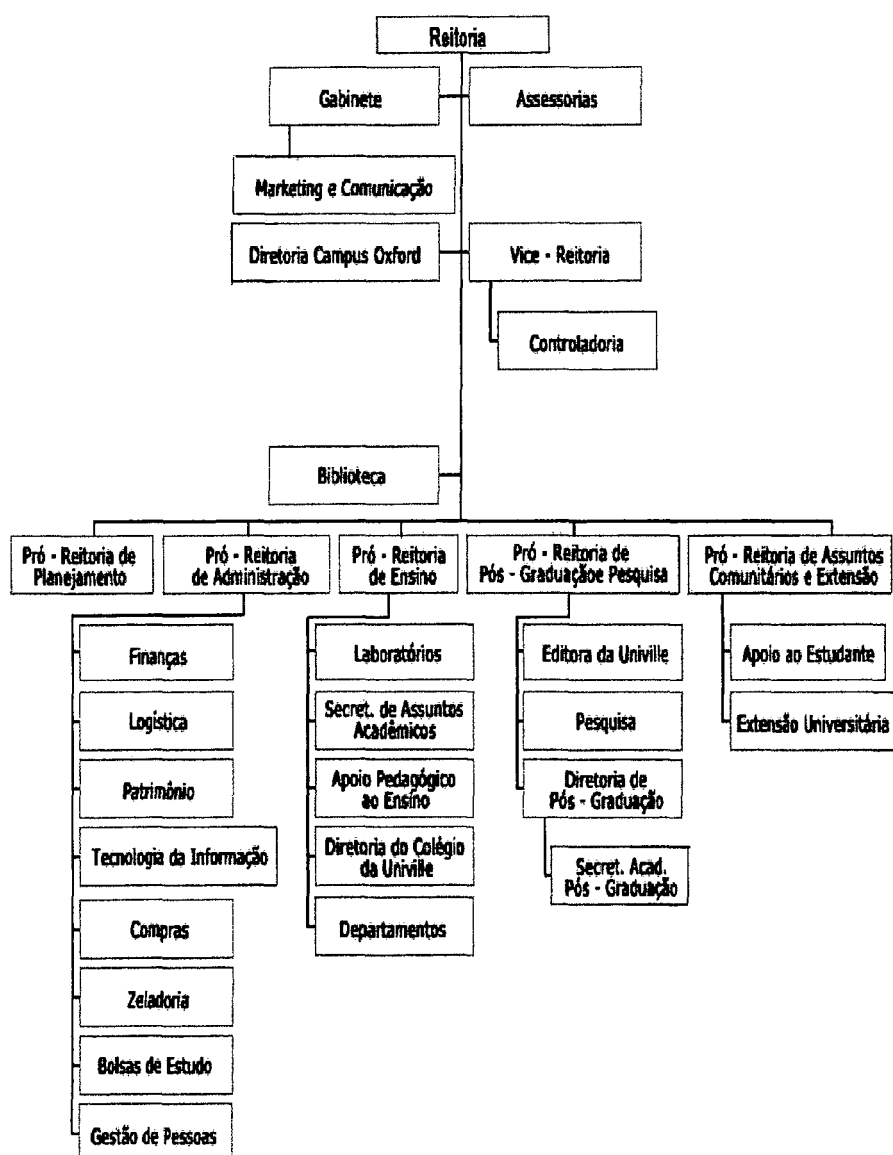 Reitoria
Gabinete
Assessorias
Marketing e Comunicação
Diretoria Campus Oxford
Vice - Reitoria
Controladoria
Biblioteca
Pró - Reitoria de
Planejamento
Pró - Reitoria
de Administração
Pró - Reitoria
de Ensino
Pró - Reitoria de
Pós - Graduaçãoe Pesquisa
Pró - Reitoria de Assuntos
Comunitários e Extensão
Finanças
Logística
Patrimônio
Tecnologia da Informação
Compras
Zeladoria
Bolsas de Estudo
Gestão de Pessoas
Laboratórios
Secret. de Assuntos
Acadêmicos
Apoio Pedagógico
ao Ensino
Diretoria do Colégio
da Univille
Departamentos
Editora da Univille
Pesquisa
Diretoria de
Pós - Graduação
Secret. Acad.
Pós - Graduação
Apoio ao Estudante
Extensão Universitária